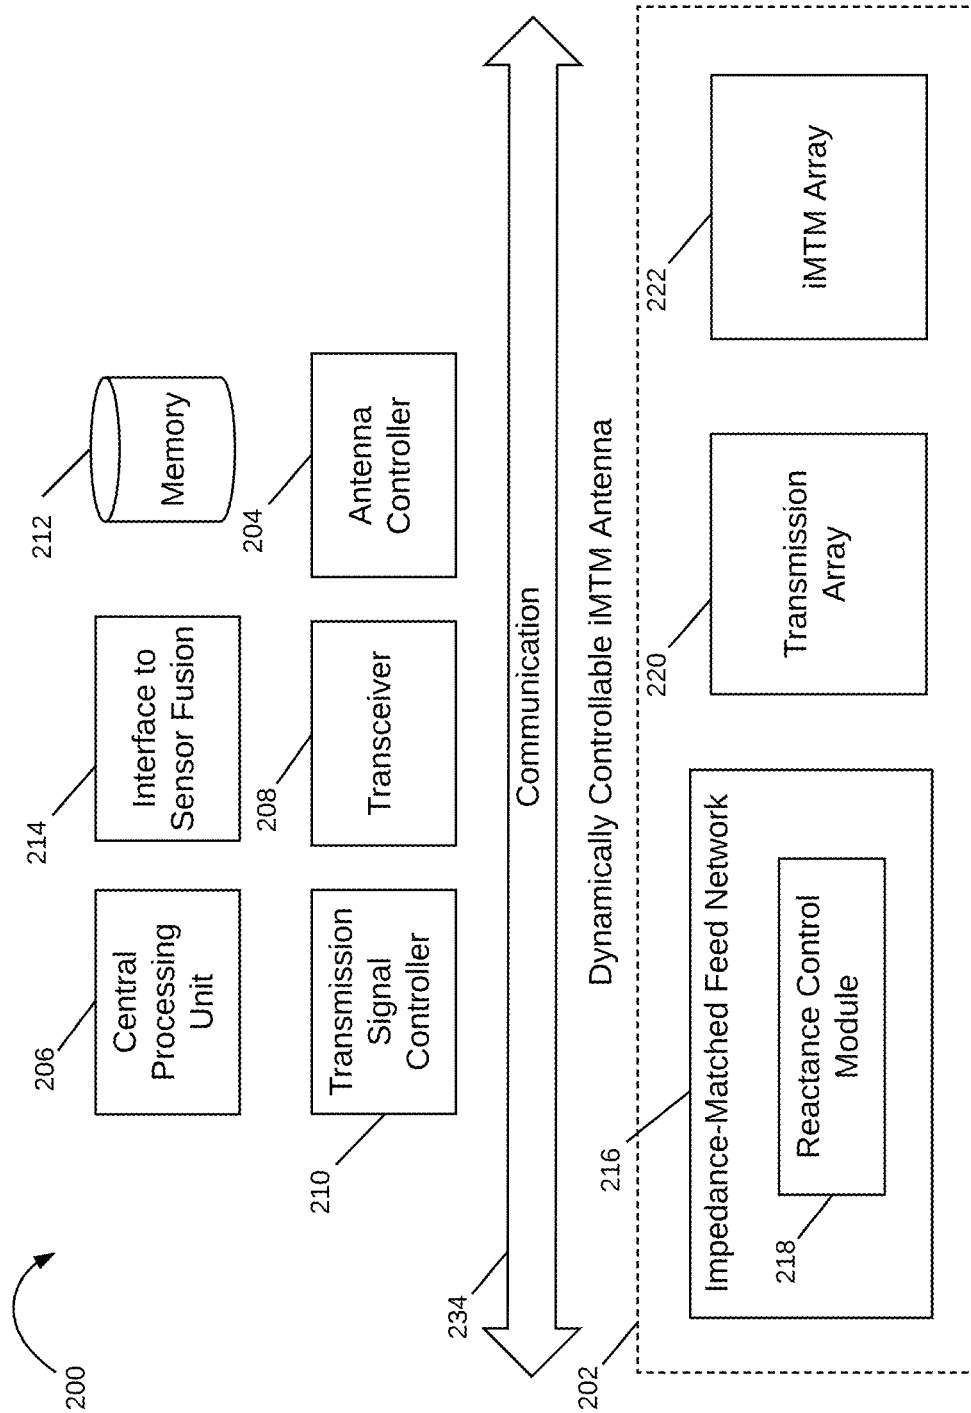 200
206
Central
Processing
Unit
214
Interface to
Sensor Fusion
212
Memory
210
Transmission
Signal
Controller
208
Transceiver
204
Antenna
Controller
234
Communication
202
Dynamically Controllable iMTM Antenna
216
Impedance-Matched Feed Network
218
Reactance Control
Module
220
Transmission
Array
222
iMTM Array